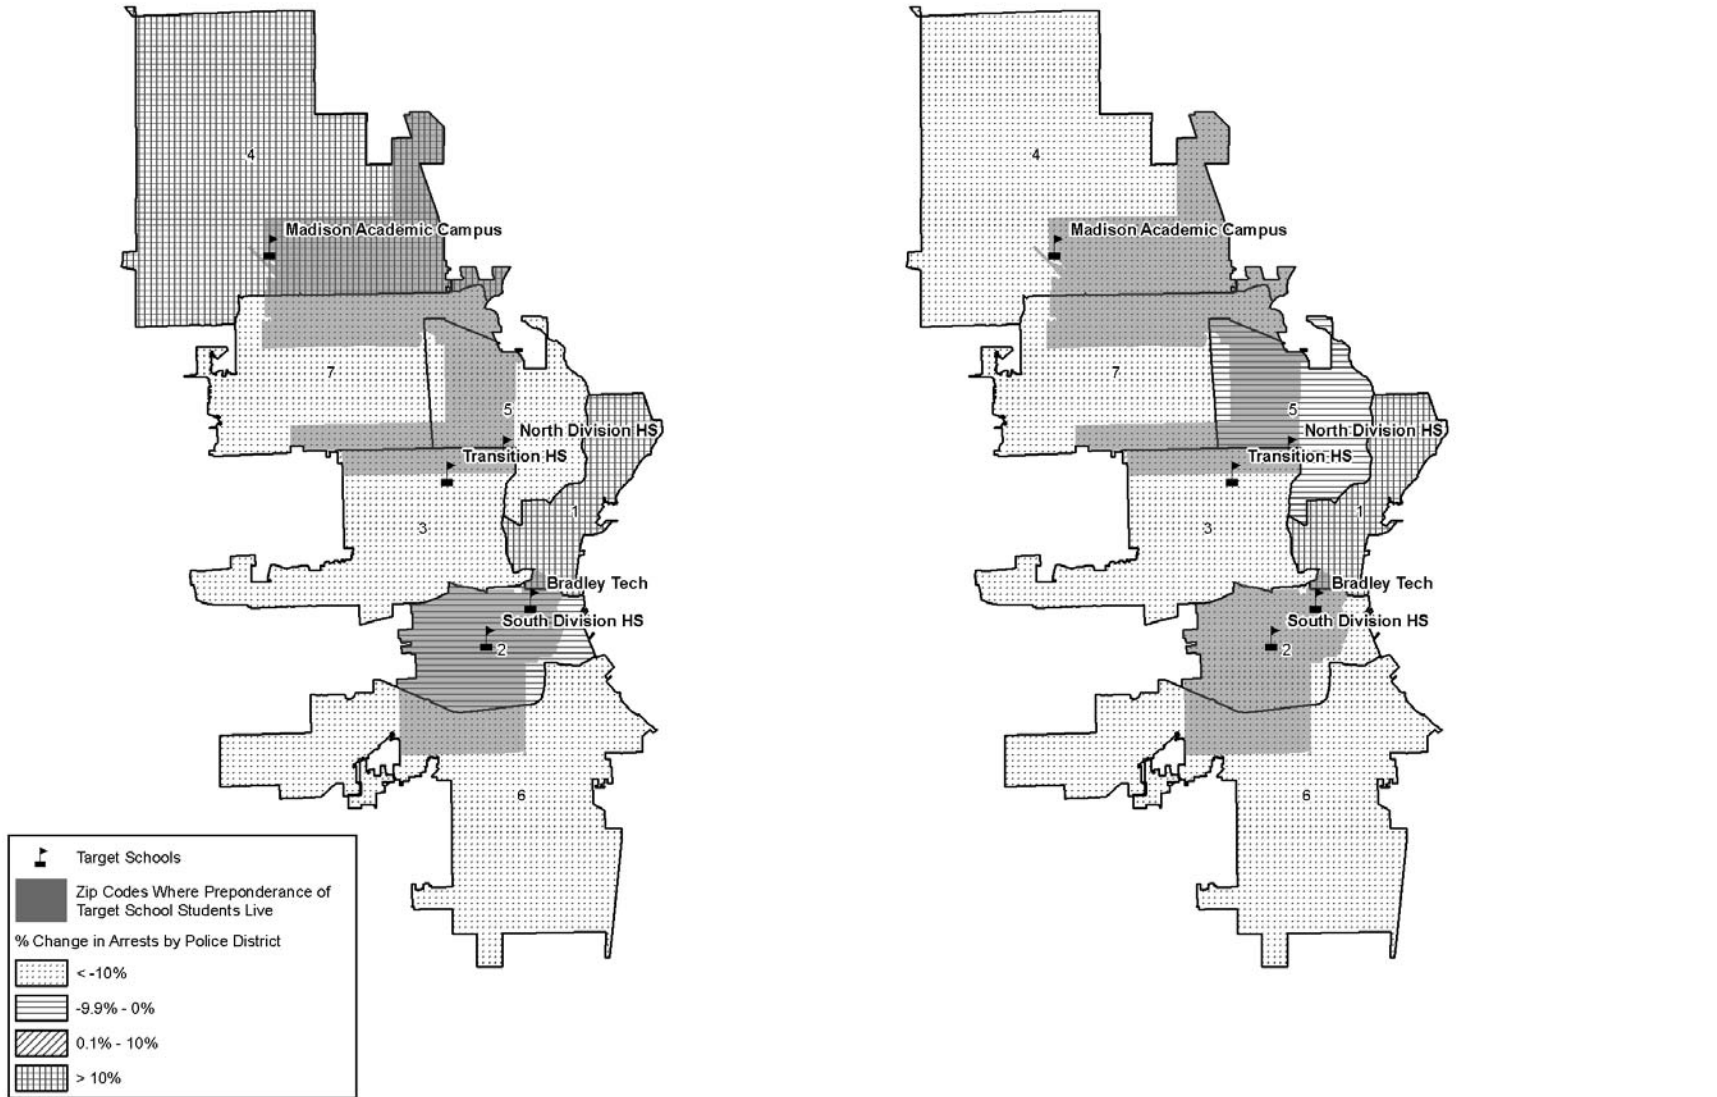 4
Madison Academic Campus
7
5
North Division HS
Transition HS
1
3
Bradley Tech
South Division HS
2
6
4
Madison Academic Campus
7
5
North Division HS
Transition HS
1
3
Bradley Tech
South Division HS
2
6
Target Schools
Zip Codes Where Preponderance of
Target School Students Live
% Change in Arrests by Police District
< -10%
-9.9% - 0%
0.1% - 10%
> 10%